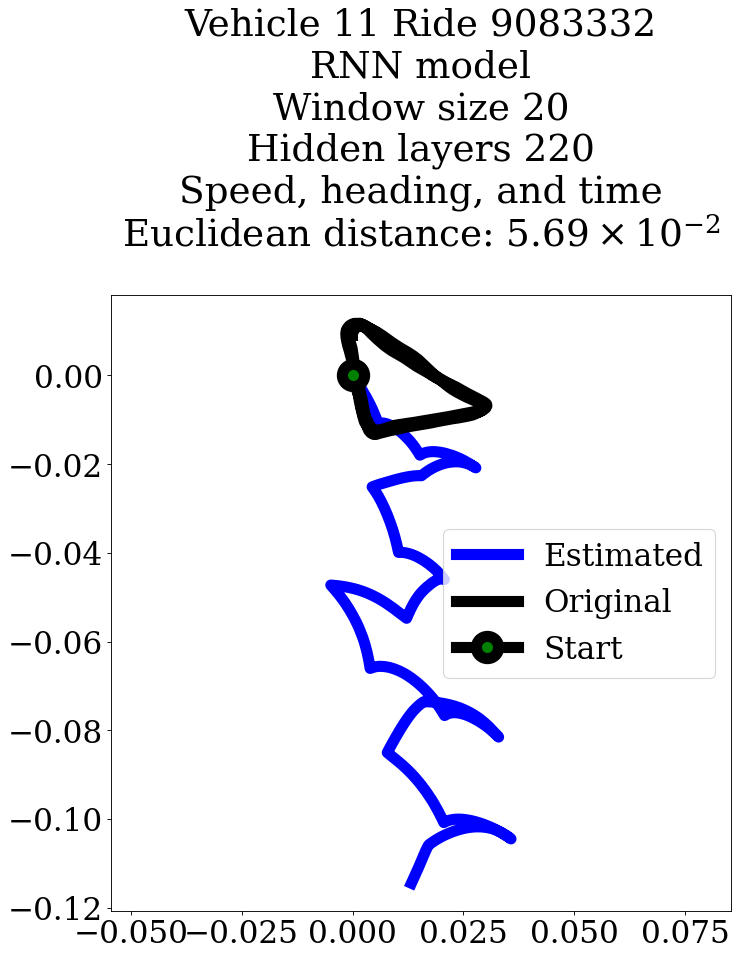 Vehicle 11 Ride 9083332
RNN model
Window size 20
Hidden layers 220
Speed, heading, and time
Euclidean distance: 5.69 × 10⁻²
0.00
−0.02
−0.04
−0.06
−0.08
−0.10
−0.12
Estimated
Original
Start
−0.050 −0.025 0.000 0.025 0.050 0.075